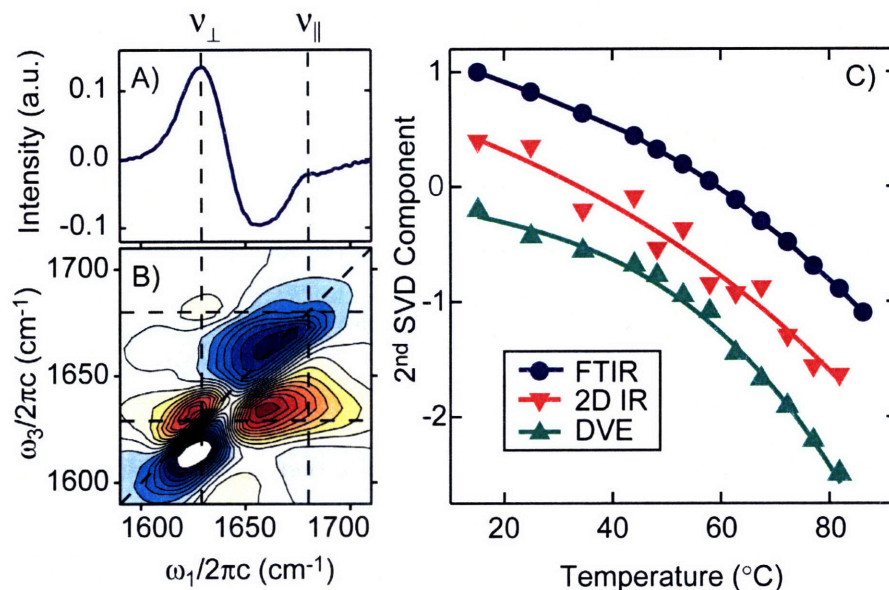 ν⊥ ν∥
A)
Intensity (a.u.)
0.1
0.0
-0.1
B)
ω3/2πc (cm-1)
1700
1650
1600
1600 1650 1700
ω1/2πc (cm-1)
C)
2nd SVD Component
1
0
-1
-2
FTIR
2D IR
DVE
20 40 60 80
Temperature (°C)